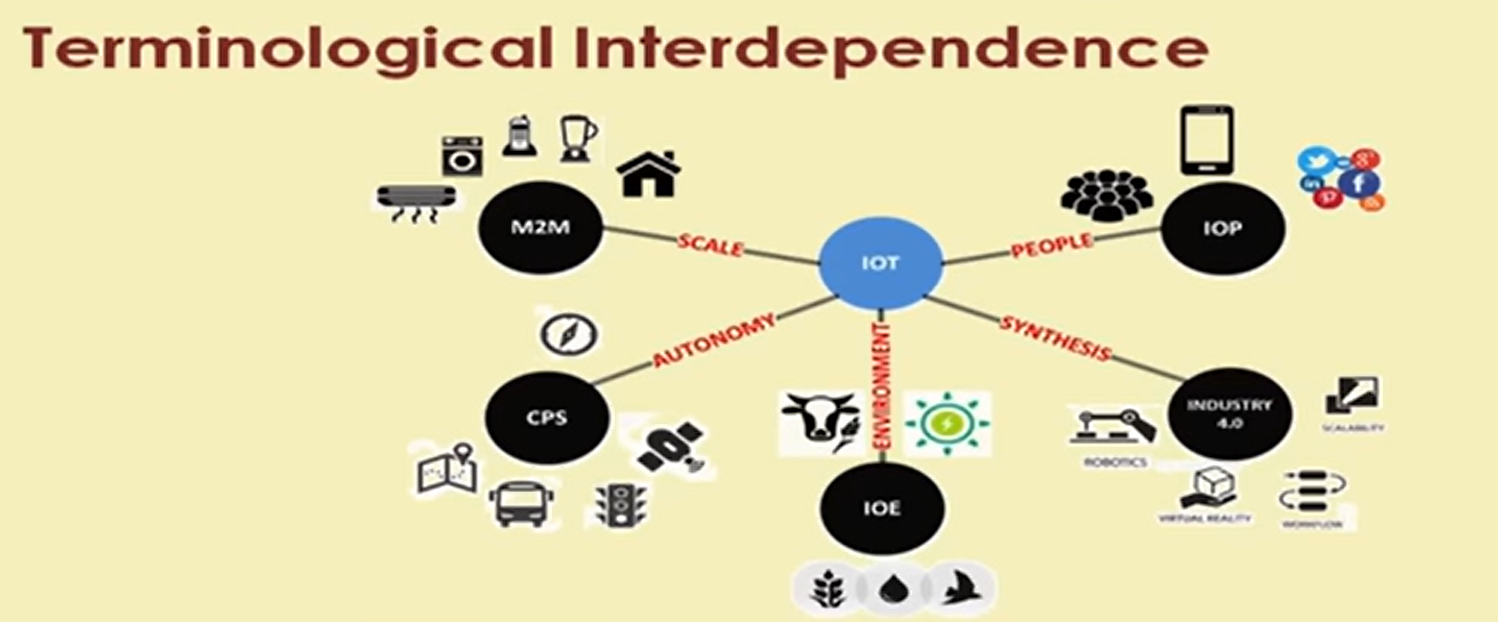 Terminological Interdependence
M2M
SCALE
IOT
PEOPLE
IOP
AUTONOMY
ENVIRONMENT
SYNTHESIS
CPS
INDUSTRY
4.0
SCALABILITY
ROBOTICS
VIRTUAL REALITY
WORKFLOW
IOE